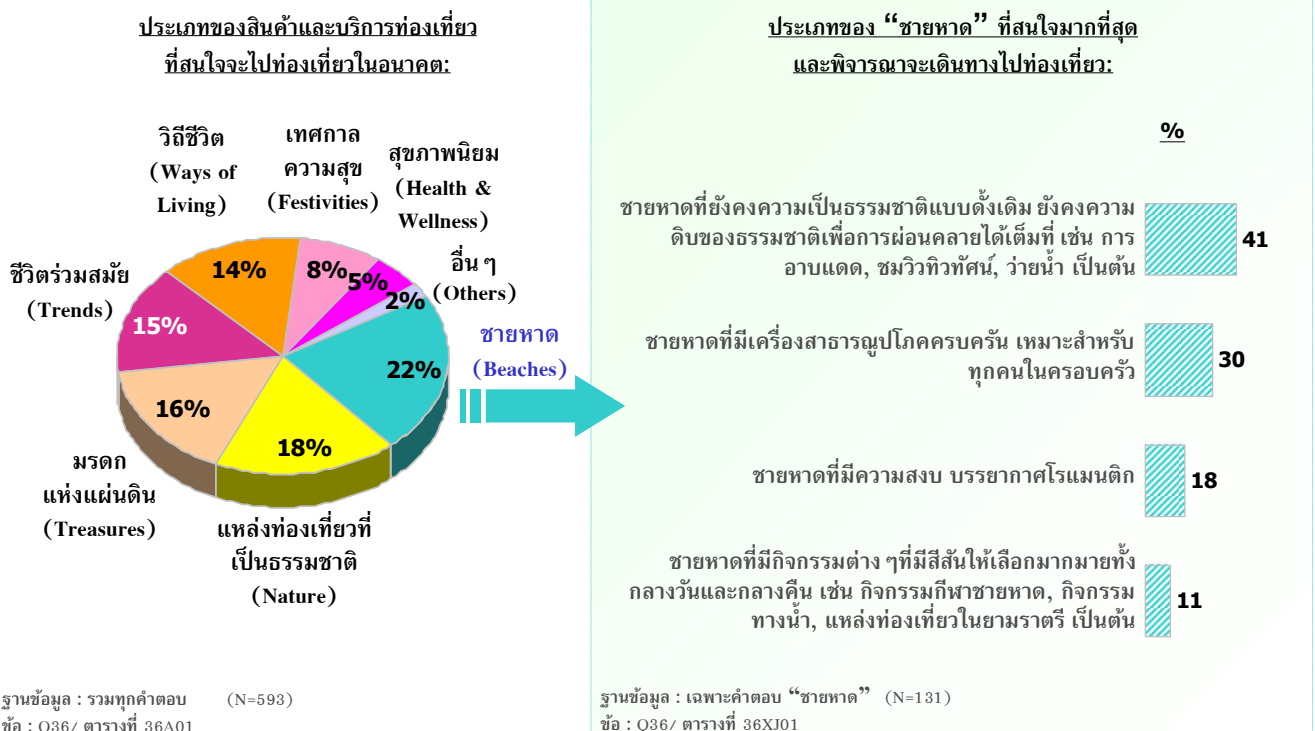 ประเภทของสินค้าและบริการท่องเที่ยว
ที่สนใจจะไปท่องเที่ยวในอนาคต:
วิถีชีวิต
(Ways of
Living)
เทศกาล
ความสุข
(Festivities)
สุขภาพนิยม
(Health &
Wellness)
อื่น ๆ
(Others)
ชีวิตร่วมสมัย
(Trends)
ชายหาด
(Beaches)
14%
8%
5%
2%
15%
22%
16%
18%
มรดก
แห่งแผ่นดิน
(Treasures)
แหล่งท่องเที่ยวที่
เป็นธรรมชาติ
(Nature)
ฐานข้อมูล : รวมทุกคำตอบ (N=593)
ข้อ : Q36/ ตารางที่ 36A01
ประเภทของ “ชายหาด” ที่สนใจมากที่สุด
และพิจารณาจะเดินทางไปท่องเที่ยว:
%
ชายหาดที่ยังคงความเป็นธรรมชาติแบบดั้งเดิม ยังคงความ
ดิบของธรรมชาติเพื่อการผ่อนคลายได้เต็มที่ เช่น การ
อาบแดด, ชมวิวทิวทัศน์, ว่ายน้ำ เป็นต้น
41
ชายหาดที่มีเครื่องสาธารณูปโภคครบครัน เหมาะสำหรับ
ทุกคนในครอบครัว
30
ชายหาดที่มีความสงบ บรรยากาศโรแมนติก
18
ชายหาดที่มีกิจกรรมต่าง ๆที่มีสีสันให้เลือกมากมายทั้ง
กลางวันและกลางคืน เช่น กิจกรรมกีฬาชายหาด, กิจกรรม
ทางน้ำ, แหล่งท่องเที่ยวในยามราตรี เป็นต้น
11
ฐานข้อมูล : เฉพาะคำตอบ “ชายหาด” (N=131)
ข้อ : Q36/ ตารางที่ 36XJ01